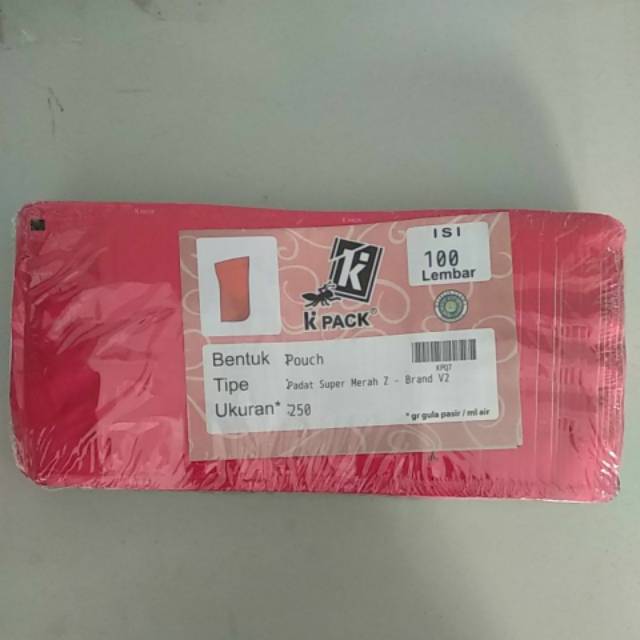 ISI
100
Lembar
K PACK®
Bentuk : Pouch
Tipe : Padat Super Merah Z - Brand V2
Ukuran* : 250
KPQ7
* gr gula pasir / ml air